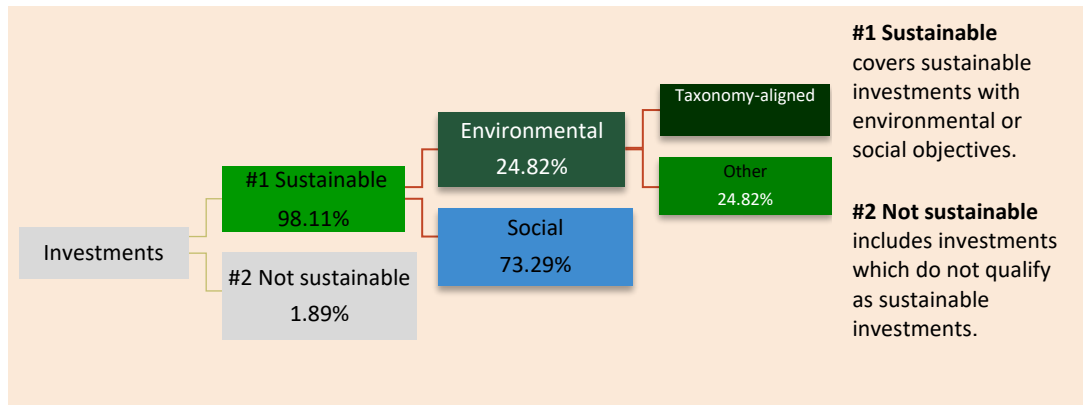 Investments
#1 Sustainable
98.11%
#2 Not sustainable
1.89%
Environmental
24.82%
Social
73.29%
Taxonomy-aligned
Other
24.82%
#1 Sustainable
covers sustainable
investments with
environmental or
social objectives.
#2 Not sustainable
includes investments
which do not qualify
as sustainable
investments.